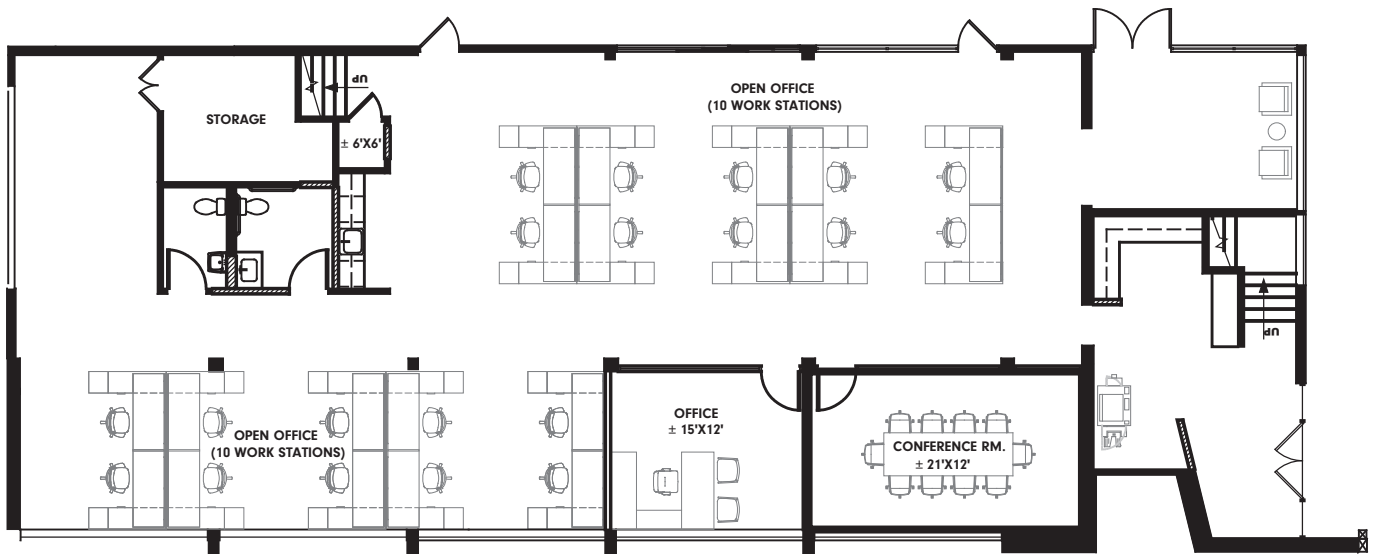 OPEN OFFICE
(10 WORK STATIONS)
UP
STORAGE
± 6'X6'
UP
OFFICE
± 15'X12'
OPEN OFFICE
(10 WORK STATIONS)
CONFERENCE RM.
± 21'X12'